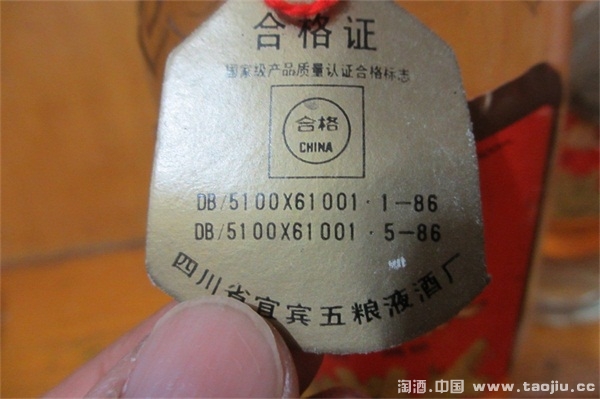 合格证
国家级产品质量认证合格标志
合格
CHINA
DB/5100X61001·1-86
DB/5100X61001·5-86
四川省宜宾五粮液酒厂
淘酒.中国 www.taojiu.cc